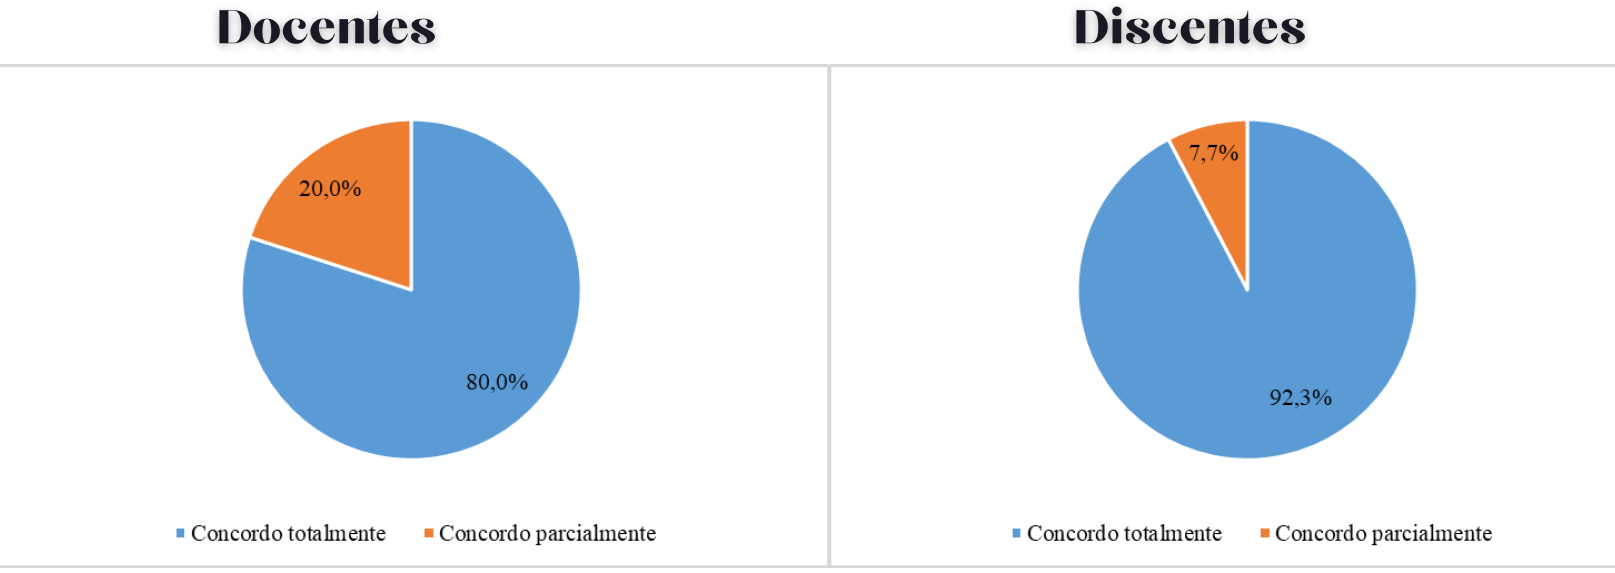 Docentes
20,0%
80,0%
Concordo totalmente
Concordo parcialmente
Discentes
7,7%
92,3%
Concordo totalmente
Concordo parcialmente